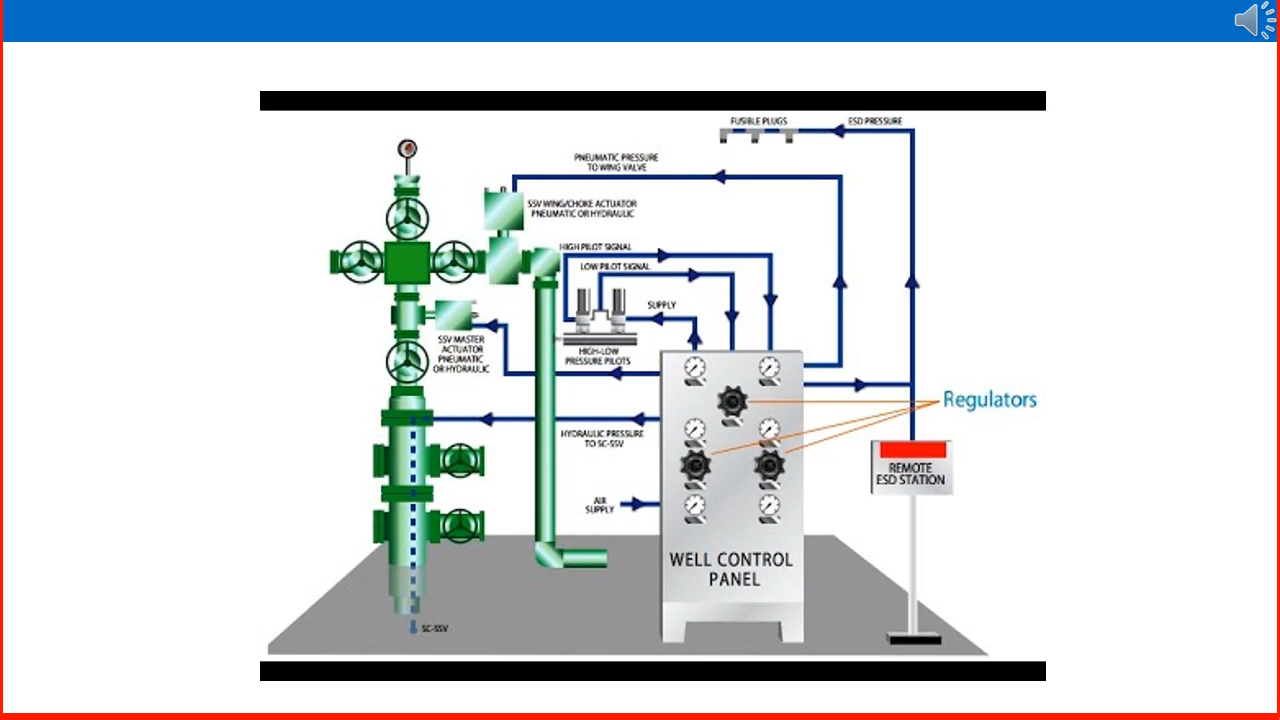 FUSIBLE PLUGS
ESD PRESSURE
PNEUMATIC PRESSURE
TO WING VALVE
SSV WING/CHOKE ACTUATOR
PNEUMATIC OR HYDRAULIC
HIGH PILOT SIGNAL
LOW PILOT SIGNAL
SUPPLY
SSV MASTER
ACTUATOR
PNEUMATIC
OR HYDRAULIC
HIGH-LOW
PRESSURE PILOTS
Regulators
HYDRAULIC PRESSURE
TO SC-SSV
REMOTE
ESD STATION
AIR
SUPPLY
WELL CONTROL
PANEL
SC-SSV